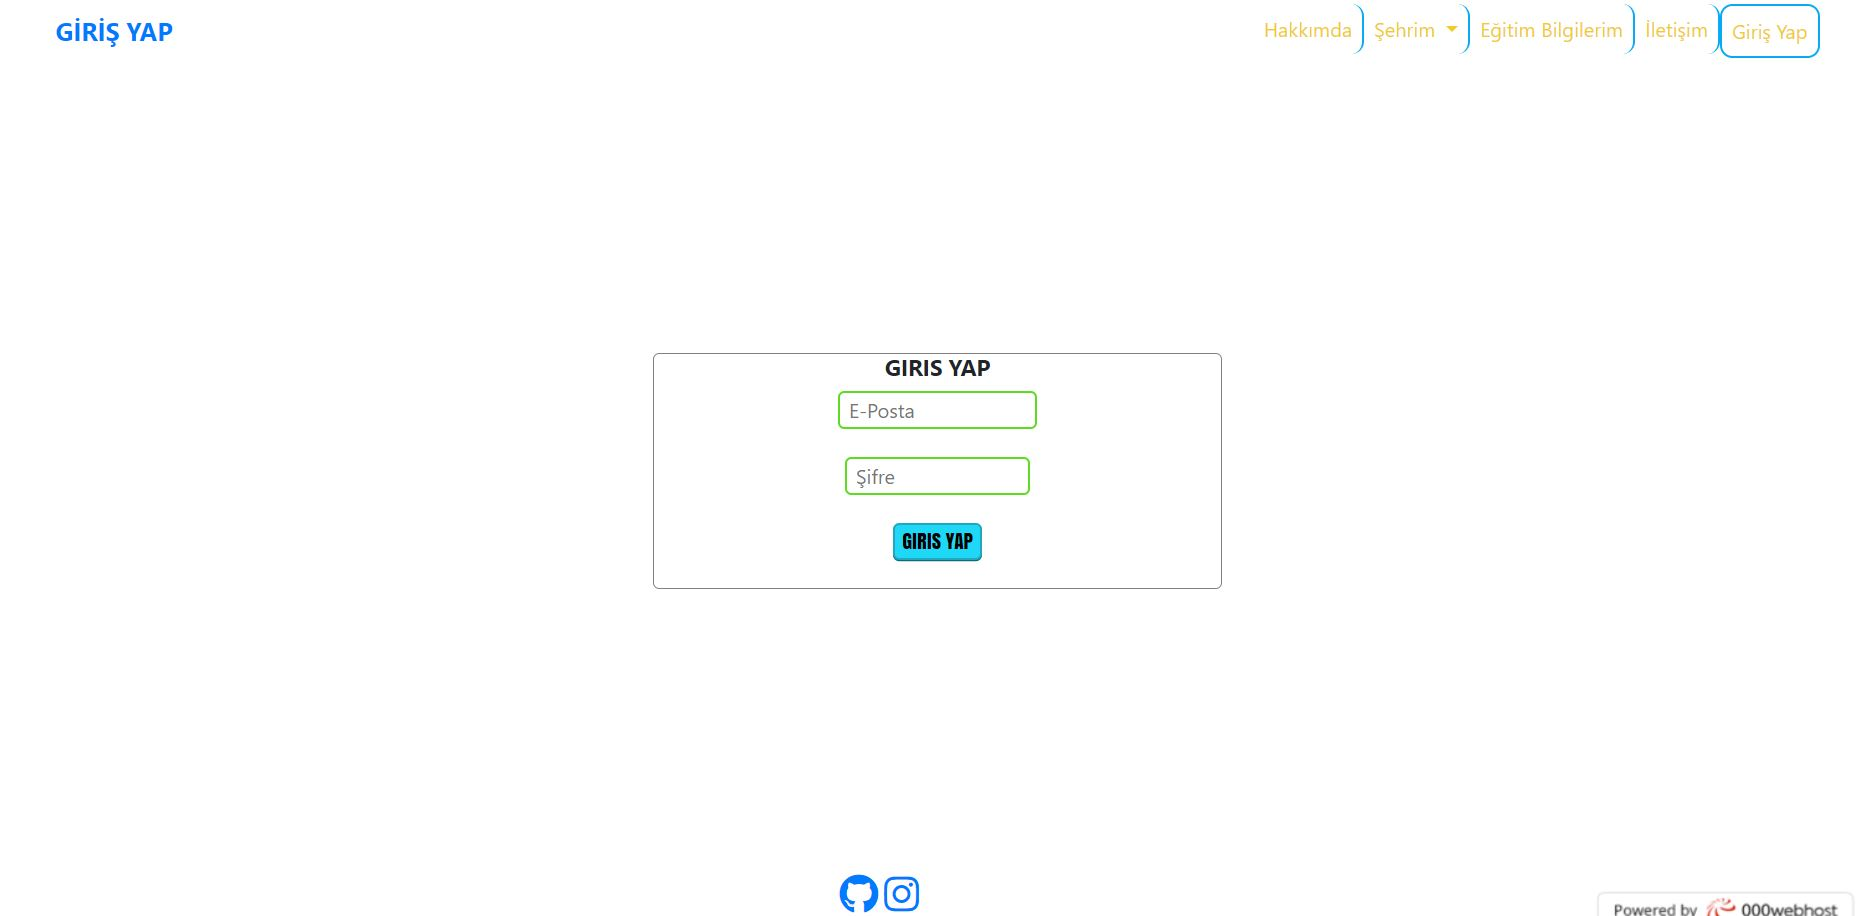 GİRİŞ YAP
Hakkımda Şehrim Eğitim Bilgilerim İletişim Giriş Yap
GIRIS YAP
E-Posta
Şifre
GIRIS YAP
Powered by 000webhost